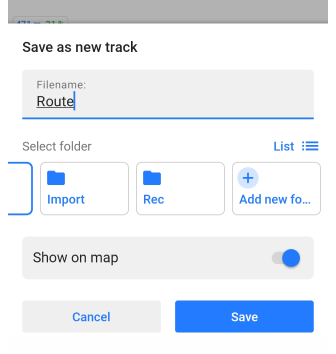 Save as new track
Filename:
Route
Select folder
List
Import
Rec
Add new fo...
Show on map
Cancel
Save